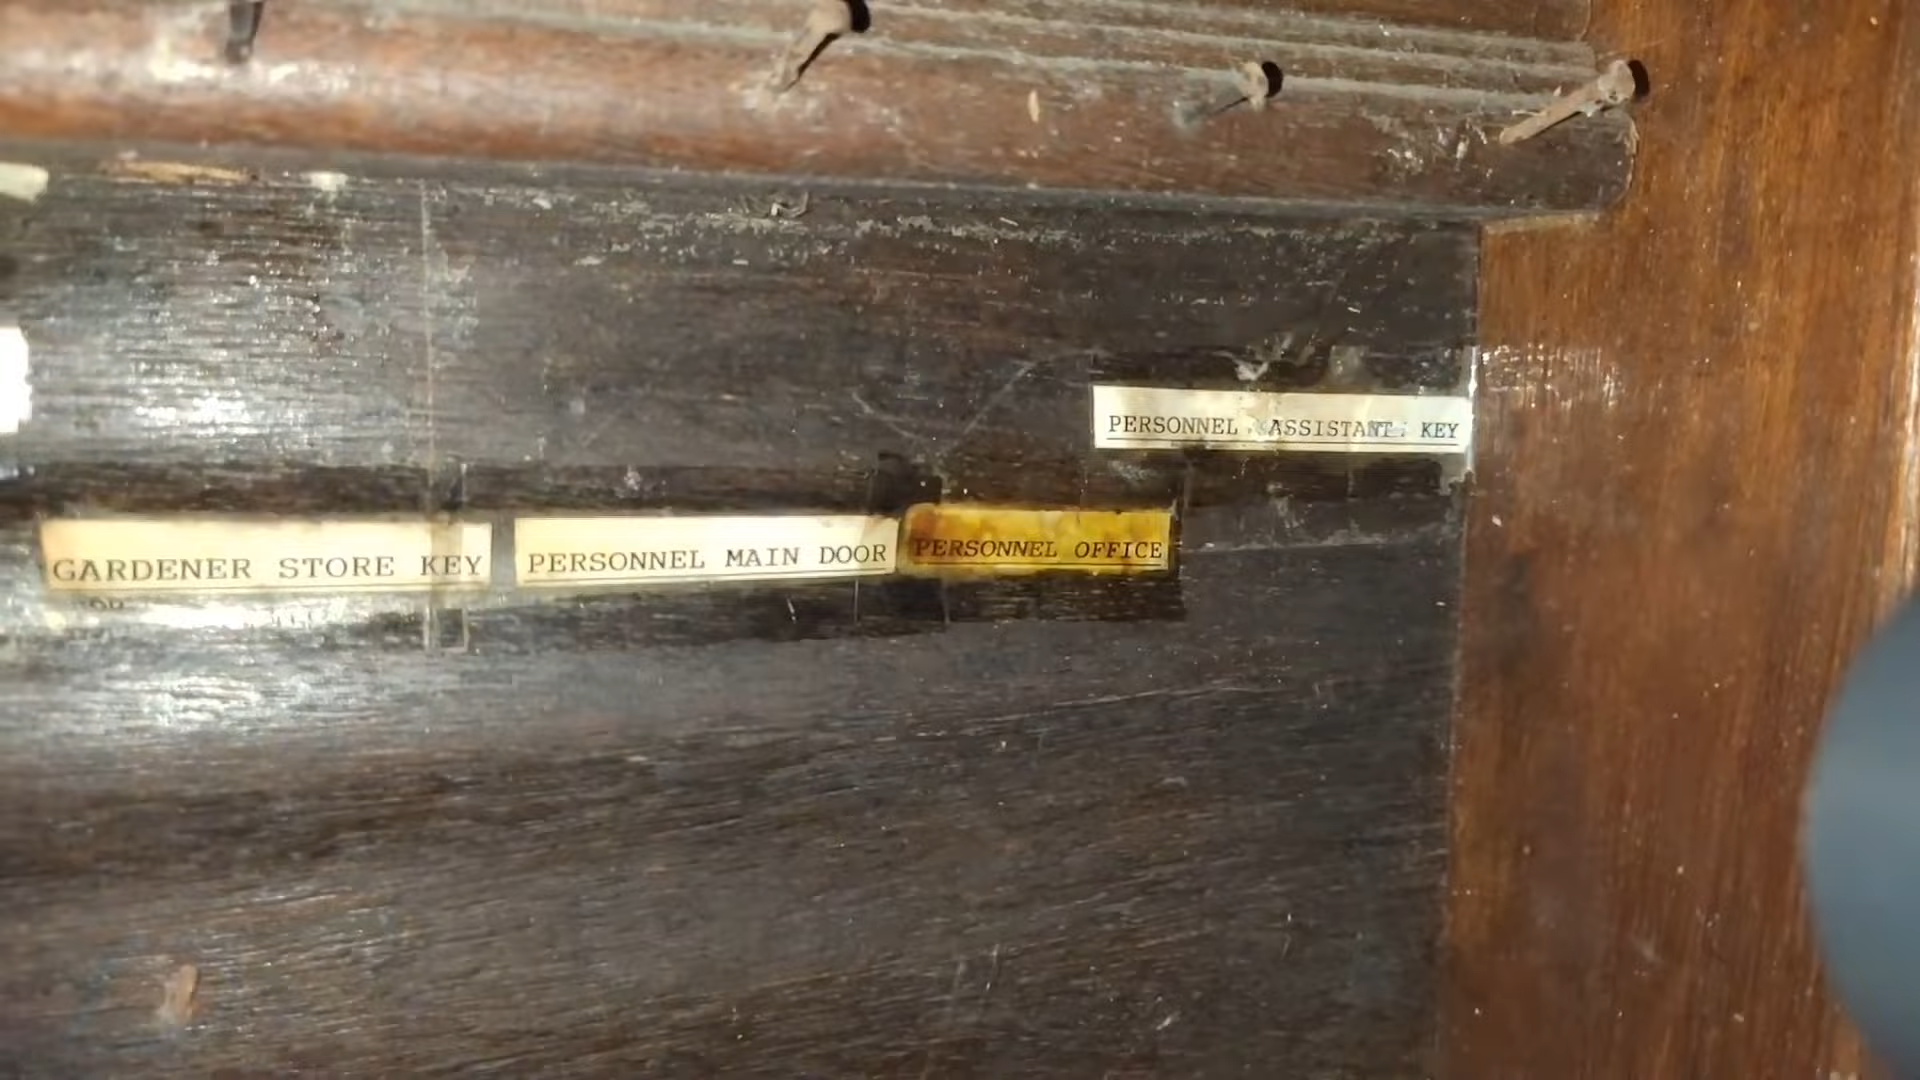 PERSONNEL ASSISTANT KEY
GARDENER STORE KEY
PERSONNEL MAIN DOOR
PERSONNEL OFFICE